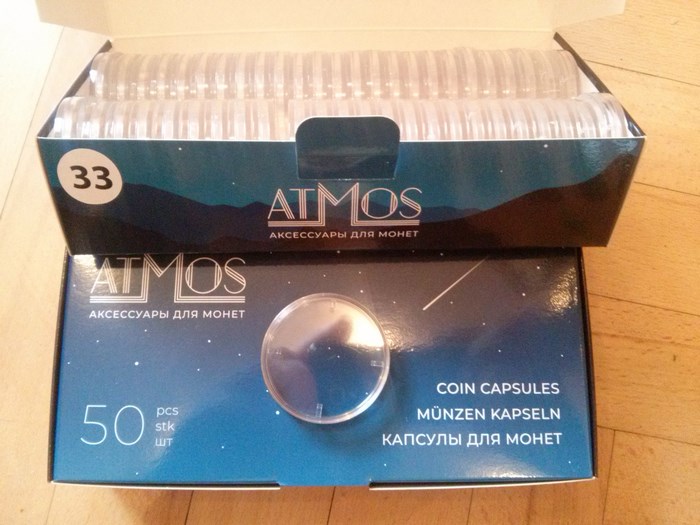 33
ATMOS
АКСЕССУАРЫ ДЛЯ МОНЕТ
ATMOS
АКСЕССУАРЫ ДЛЯ МОНЕТ
50 pcs
stk
шт
COIN CAPSULES
MÜNZEN KAPSELN
КАПСУЛЫ ДЛЯ МОНЕТ